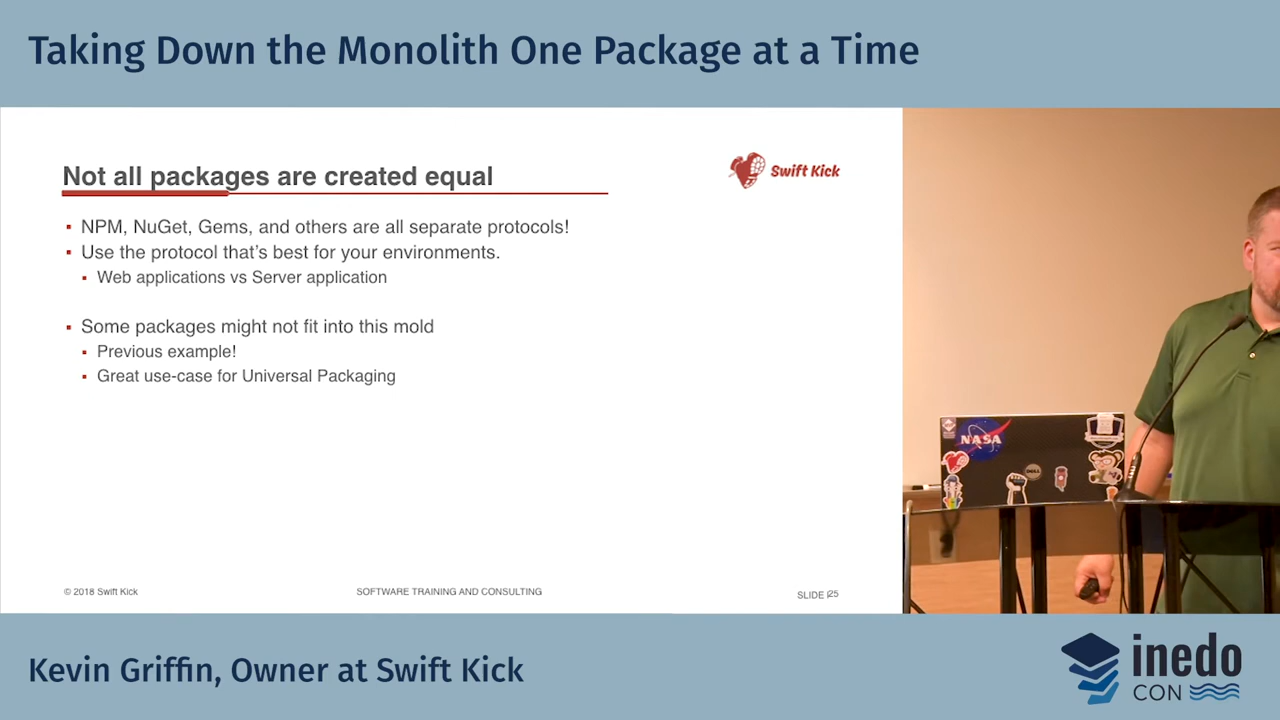 Taking Down the Monolith One Package at a Time
Not all packages are created equal
Swift Kick
NPM, NuGet, Gems, and others are all separate protocols!
Use the protocol that's best for your environments.
Web applications vs Server application
Some packages might not fit into this mold
Previous example!
Great use-case for Universal Packaging
NASA
DELL
© 2018 Swift Kick
SOFTWARE TRAINING AND CONSULTING
SLIDE 25
Kevin Griffin, Owner at Swift Kick
inedo
CON